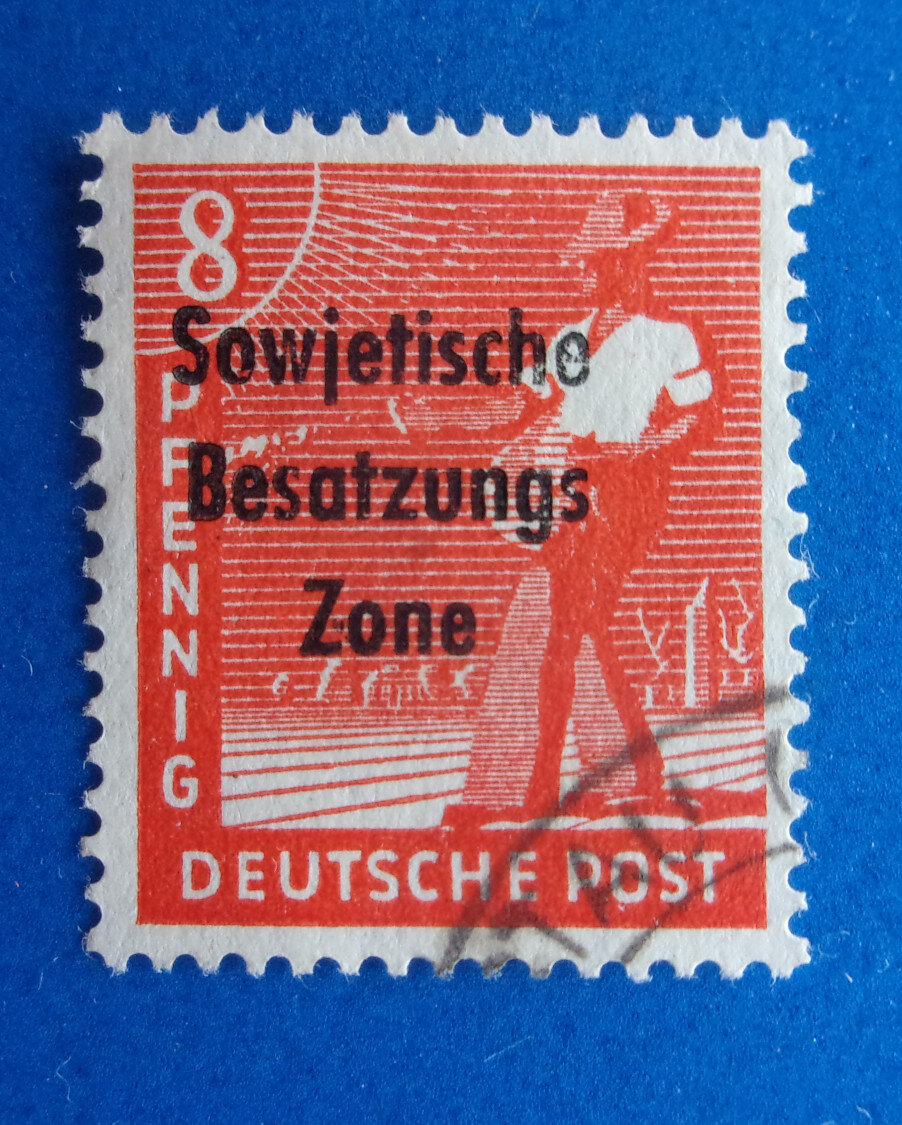 8
PFENNIG
Sowjetische
Besatzungs
Zone
DEUTSCHE POST